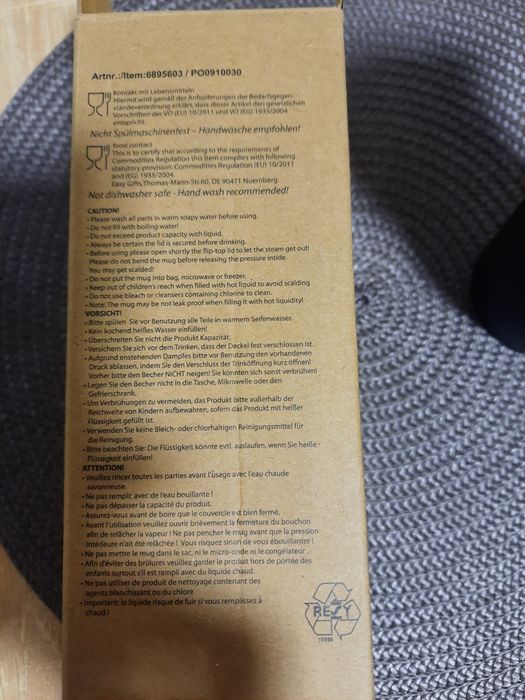 Artnr.:/Item:6895603 / PO0910030
Kontakt mit Lebensmitteln
Hiermit wird gemäß der Anforderungen der Bedarfsgegen-
ständeverordnung erklärt, dass dieser Artikel den gesetzlichen
Vorschriften der VO (EU) 10/2011 und VO (EG) 1935/2004
entspricht.
Nicht Spülmaschinenfest – Handwäsche empfohlen!
food contact
This is to certify that according to the requirements of
Commodities Regulation this item complies with following
statutory provision: Commodities Regulation (EU) 10/2011
and (EG) 1935/2004.
Easy Gifts,Thomas-Mann-Str.60, DE 90471 Nuernberg
Not dishwasher safe - Hand wash recommended!
CAUTION!
- Please wash all parts in warm soapy water before using.
- Do not fill with boiling water!
- Do not exceed product capacity with liquid.
- Always be certain the lid is secured before drinking.
- Before using please open shortly the flip-top lid to let the steam get out!
Please do not bend the mug before releasing the pressure inside.
You may get scalded!
- Do not put the mug into bag, microwave or freezer.
- Keep out of children's reach when filled with hot liquid to avoid scalding
- Do not use bleach or cleansers containing chlorine to clean.
- Note: The mug may be not leak proof when filling it with hot liquidity!
VORSICHT!
- Bitte spülen Sie vor Benutzung alle Teile in warmem Seifenwasser.
- Kein kochend heißes Wasser einfüllen!
- Überschreiten Sie nicht die Produkt Kapazität.
- Versichern Sie sich vor dem Trinken, dass der Deckel fest verschlossen ist.
- Aufgrund enstehenden Dampfes bitte vor Benutzung den vorhandenen
Druck ablassen, indem Sie den Verschluss der Trinköffnung kurz öffnen!
Vorher bitte den Becher NICHT neigen! Sie könnten sich sonst verbrühen!
- Legen Sie den Becher nicht in die Tasche, Mikrowelle oder den
Gefrierschrank.
- Um Verbrühungen zu vermeiden, das Produkt bitte außerhalb der
Reichweite von Kindern aufbewahren, sofern das Produkt mit heißer
Flüssigkeit gefüllt ist.
- Verwenden Sie keine Bleich- oder chlorhaltigen Reinigungsmittel für
die Reinigung.
- Bitte beachten Sie: Die Flüssigkeit könnte evtl. auslaufen, wenn Sie heiße
Flüssigkeit einfüllen!
ATTENTION!
- Veuillez rincer toutes les parties avant l'usage avec l'eau chaude
savonneuse.
- Ne pas remplir avec de l'eau bouillante !
- Ne pas dépasser la capacité du produit.
- Assurez-vous avant de boire que le couvercle est bien fermé.
- Avant l'utilisation veuillez ouvrir brièvement la fermeture du bouchon
afin de relâcher la vapeur ! Ne pas pencher le mug avant que la pression
intérieure n'ait été relâchée ! Vous risquez sinon de vous ébouillanter !
- Ne pas mettre le mug dans le sac, ni le micro-onde ni le congélateur.
- Afin d'éviter des brûlures veuillez garder le produit hors de portée des
enfants surtout s'il est rempli avec du liquide chaud.
- Ne pas utiliser de produit de nettoyage contenant des
agents blanchissant ou du chlore
- Important: le liquide risque de fuir si vous remplissez à
chaud !
RESY